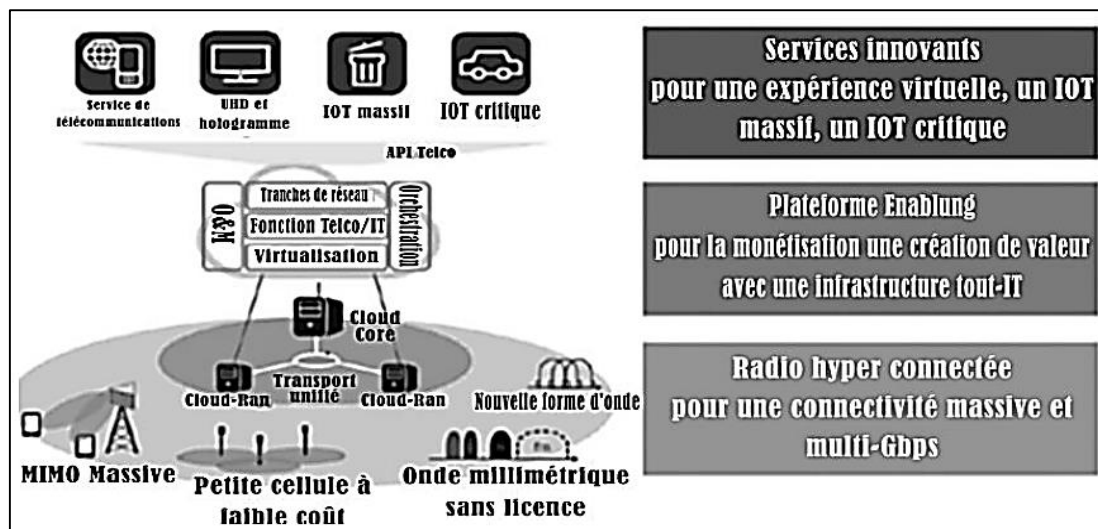 Service de
télécommunications
UHD et
hologramme
IOT massif
IOT critique
API Telco
O&M
Tranches de réseau
Fonction Telco/IT
Virtualisation
Orchestration
Cloud
Core
Cloud-Ran
Transport
unifié
Cloud-Ran
Nouvelle forme d'onde
MIMO Massive
Petite cellule à
faible coût
Onde millimétrique
sans licence
Services innovants
pour une expérience virtuelle, un IOT
massif, un IOT critique
Plateforme Enablung
pour la monétisation une création de valeur
avec une infrastructure tout-IT
Radio hyper connectée
pour une connectivité massive et
multi-Gbps